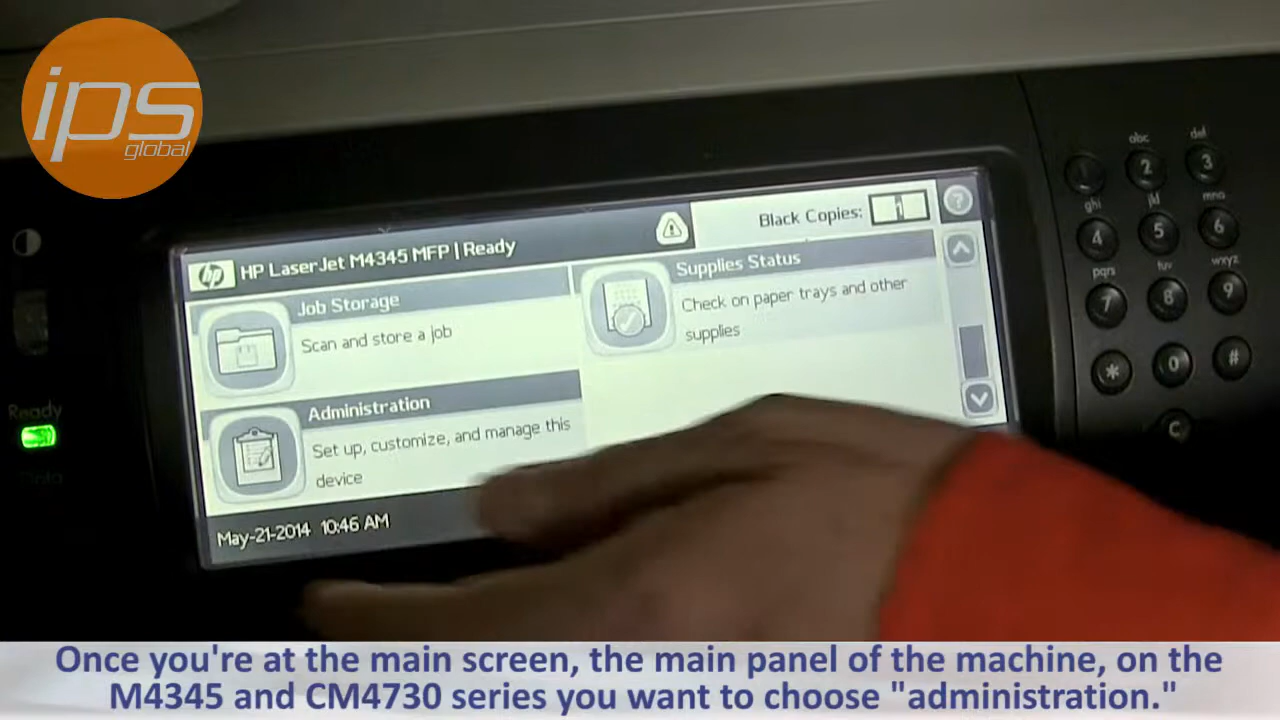 ips
global
HP LaserJet M4345 MFP | Ready
Black Copies: 1
?
hp
Job Storage
Scan and store a job
Supplies Status
Check on paper trays and other
supplies
Administration
Set up, customize, and manage this
device
May-21-2014 10:46 AM
Ready
abc
def
2
3
ghi
jkl
mno
4
5
6
pqrs
tuv
wxyz
7
8
9
*
0
#
C
Once you're at the main screen, the main panel of the machine, on the
M4345 and CM4730 series you want to choose "administration."